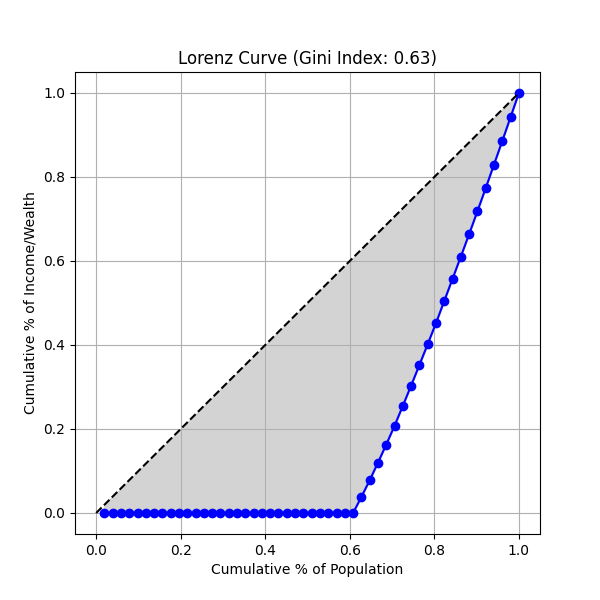 Lorenz Curve (Gini Index: 0.63)
Cumulative % of Income/Wealth
1.0
0.8
0.6
0.4
0.2
0.0
0.0 0.2 0.4 0.6 0.8 1.0
Cumulative % of Population